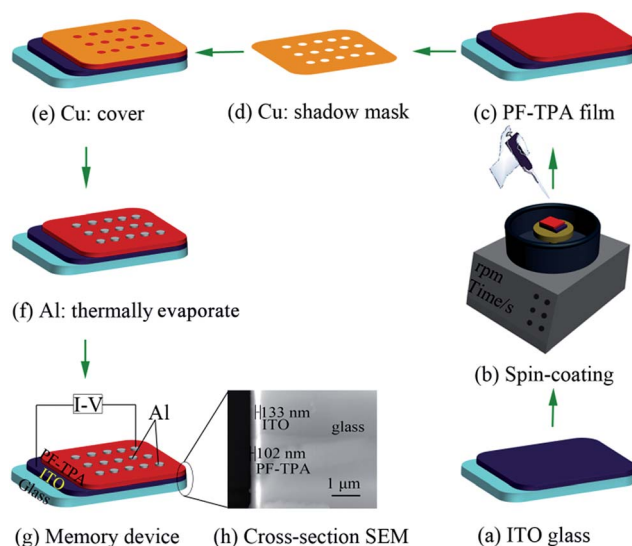 (e) Cu: cover
(d) Cu: shadow mask
(c) PF-TPA film
rpm
Time/s
(f) Al: thermally evaporate
(b) Spin-coating
I-V
Al
PF-TPA
ITO
Glass
133 nm
ITO
glass
102 nm
PF-TPA
1 μm
(g) Memory device
(h) Cross-section SEM
(a) ITO glass